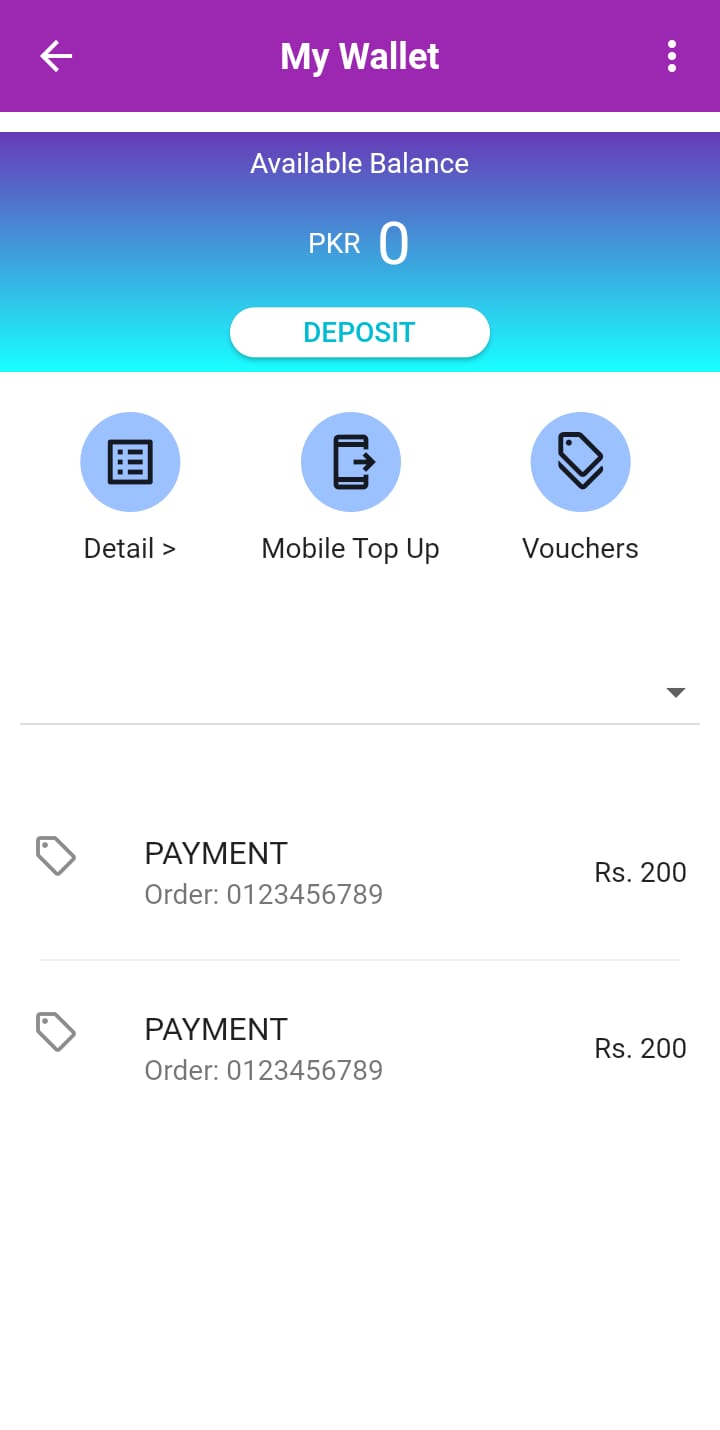 My Wallet
Available Balance
PKR 0
DEPOSIT
Detail > Mobile Top Up Vouchers
PAYMENT
Order: 0123456789
Rs. 200
PAYMENT
Order: 0123456789
Rs. 200